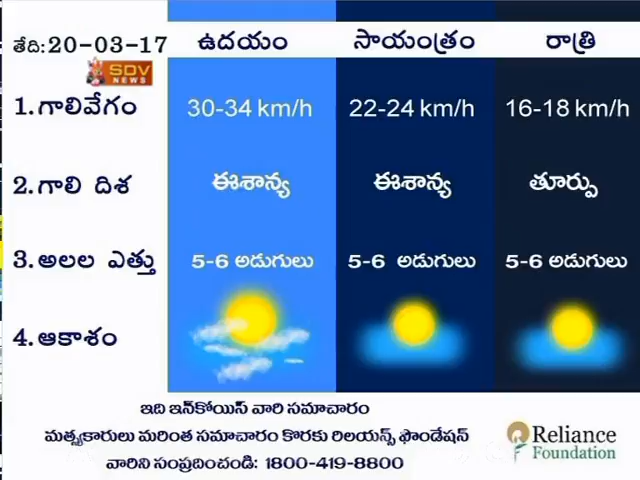 తేది: 20-03-17 ఉదయం సాయంత్రం రాత్రి
SDV NEWS
1. గాలివేగం 30-34 km/h 22-24 km/h 16-18 km/h
2. గాలి దిశ ఈశాన్య ఈశాన్య తూర్పు
3. అలల ఎత్తు 5-6 అడుగులు 5-6 అడుగులు 5-6 అడుగులు
4. ఆకాశం
ఇది ఇన్‌కోయిస్ వారి సమాచారం
మత్స్యకారులు మరింత సమాచారం కొరకు రిలయన్స్ ఫౌండేషన్
వారిని సంప్రదించండి: 1800-419-8800
Reliance
Foundation